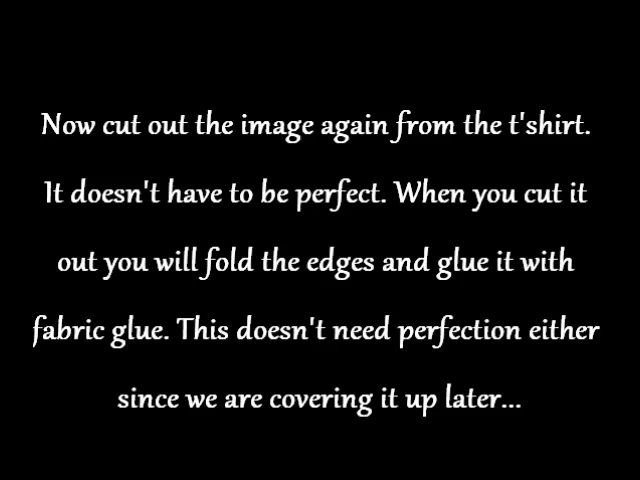 Now cut out the image again from the t'shirt.
It doesn't have to be perfect. When you cut it
out you will fold the edges and glue it with
fabric glue. This doesn't need perfection either
since we are covering it up later...